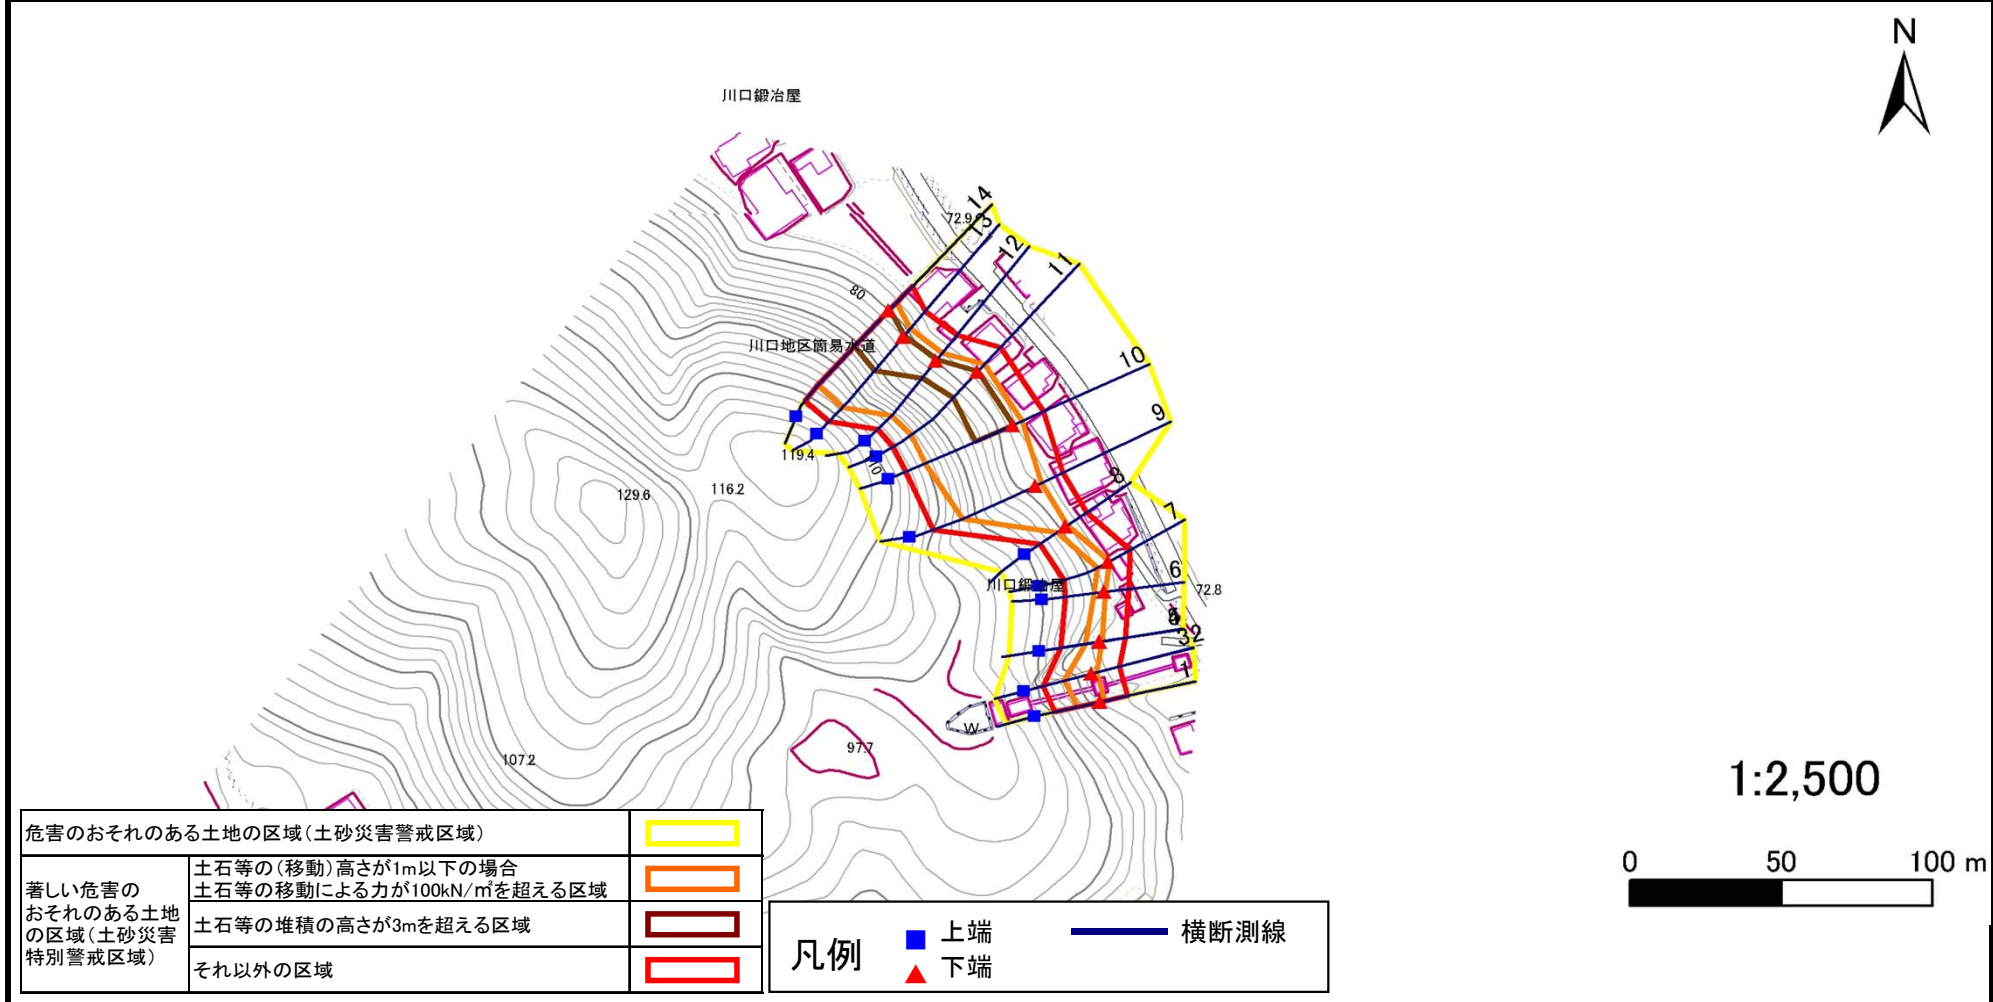 N
川口鍛冶屋
14
72.9
13
12
11
80
川口地区簡易水道
10
9
119.4
10
8
129.6
116.2
7
川口鍛冶屋
6
72.8
5
32
1
W
97.7
107.2
1:2,500
0 50 100 m
危害のおそれのある土地の区域(土砂災害警戒区域)
著しい危害の
おそれのある土地
の区域(土砂災害
特別警戒区域)
土石等の(移動)高さが1m以下の場合
土石等の移動による力が100kN/㎡を超える区域
土石等の堆積の高さが3mを超える区域
それ以外の区域
凡例
上端
下端
横断測線